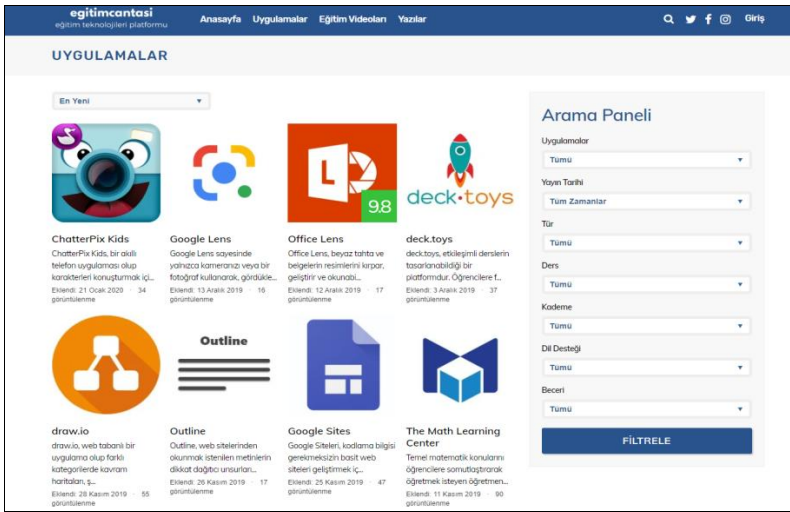 egitimcantasi
eğitim teknolojileri platformu
Anasayfa Uygulamalar Eğitim Videoları Yazılar
Giriş
UYGULAMALAR
En Yeni
9.8
deck•toys
ChatterPix Kids
ChatterPix Kids, bir akıllı
telefon uygulaması olup
karakterleri konuşturmak içi...
Eklendi: 21 Ocak 2020 · 34
görüntülenme
Google Lens
Google Lens sayesinde
yalnızca kameranızı veya bir
fotoğraf kullanarak, gördükle...
Eklendi: 13 Aralık 2019 · 16
görüntülenme
Office Lens
Office Lens, beyaz tahta ve
belgelerin resimlerini kırpar,
geliştirir ve okunabi...
Eklendi: 12 Aralık 2019 · 17
görüntülenme
deck.toys
deck.toys, etkileşimli derslerin
tasarlanabildiği bir
platformdur. Öğrencilere f...
Eklendi: 3 Aralık 2019 · 37
görüntülenme
Outline
draw.io
draw.io, web tabanlı bir
uygulama olup farklı
kategorilerde kavram
haritaları, ş...
Eklendi: 28 Kasım 2019 · 55
görüntülenme
Outline
Outline, web sitelerinden
okunmak istenilen metinlerin
dikkat dağıtıcı unsurları...
Eklendi: 26 Kasım 2019 · 17
görüntülenme
Google Sites
Google Siteleri, kodlama bilgisi
gerekmeksizin basit web
siteleri geliştirmek iç...
Eklendi: 25 Kasım 2019 · 47
görüntülenme
The Math Learning
Center
Temel matematik konularını
öğrencilere somutlaştırarak
öğretmek isteyen öğretmen...
Eklendi: 11 Kasım 2019 · 90
görüntülenme
Arama Paneli
Uygulamalar
Tümü
Yayın Tarihi
Tüm Zamanlar
Tür
Tümü
Ders
Tümü
Kademe
Tümü
Dil Desteği
Tümü
Beceri
Tümü
FİLTRELE